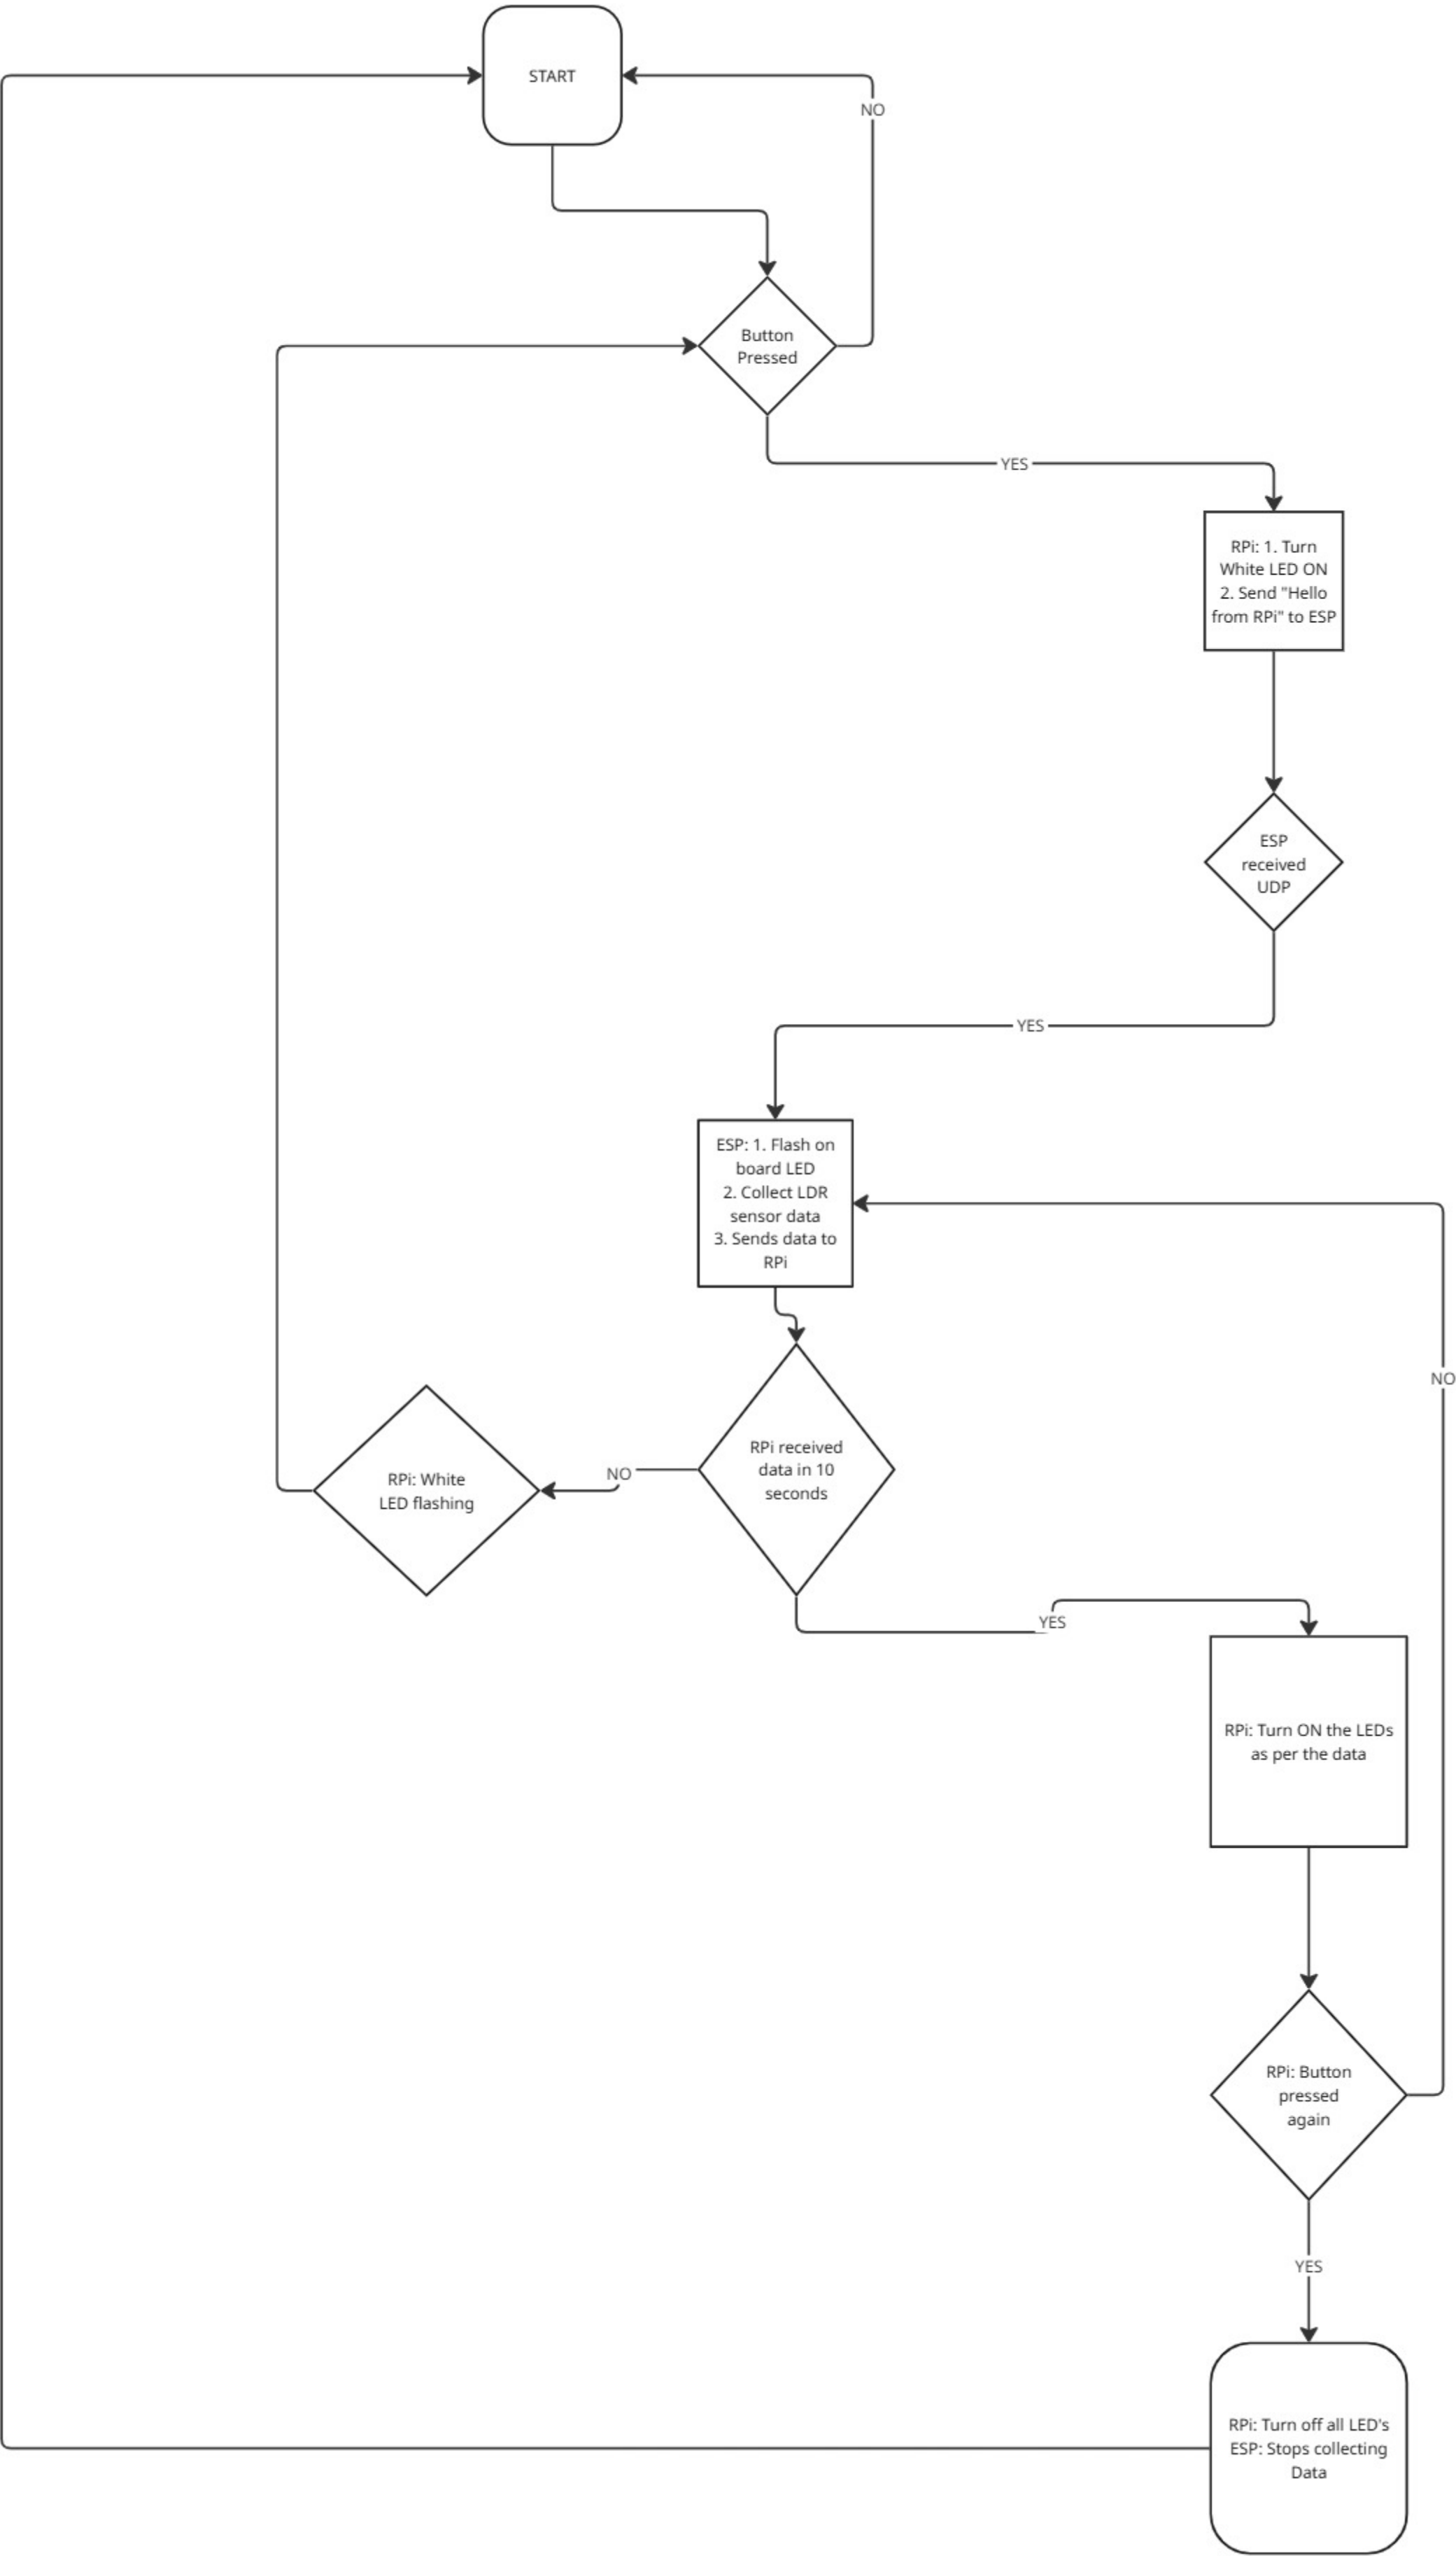 START
NO
Button
Pressed
YES
RPi: 1. Turn
White LED ON
2. Send "Hello
from RPi" to ESP
ESP
received
UDP
YES
ESP: 1. Flash on
board LED
2. Collect LDR
sensor data
3. Sends data to
RPi
NO
RPi received
data in 10
seconds
NO
RPi: White
LED flashing
YES
RPi: Turn ON the LEDs
as per the data
RPi: Button
pressed
again
YES
RPi: Turn off all LED's
ESP: Stops collecting
Data